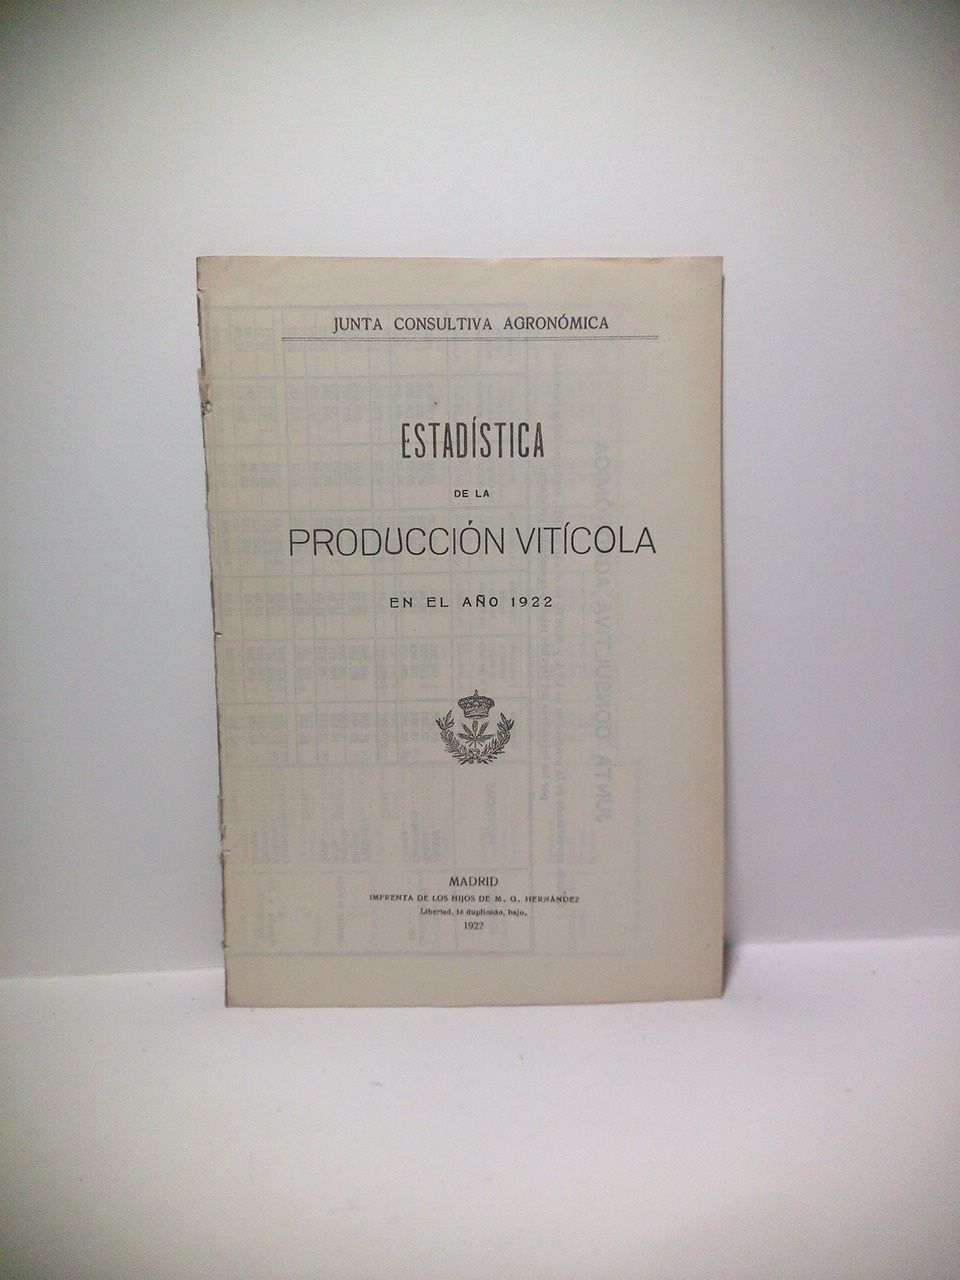 JUNTA CONSULTIVA AGRONÓMICA
ESTADÍSTICA
DE LA
PRODUCCIÓN VITÍCOLA
EN EL AÑO 1922
MADRID
IMPRENTA DE LOS HIJOS DE M. G. HERNÁNDEZ
Libertad, 16 duplicado, bajo.
1922